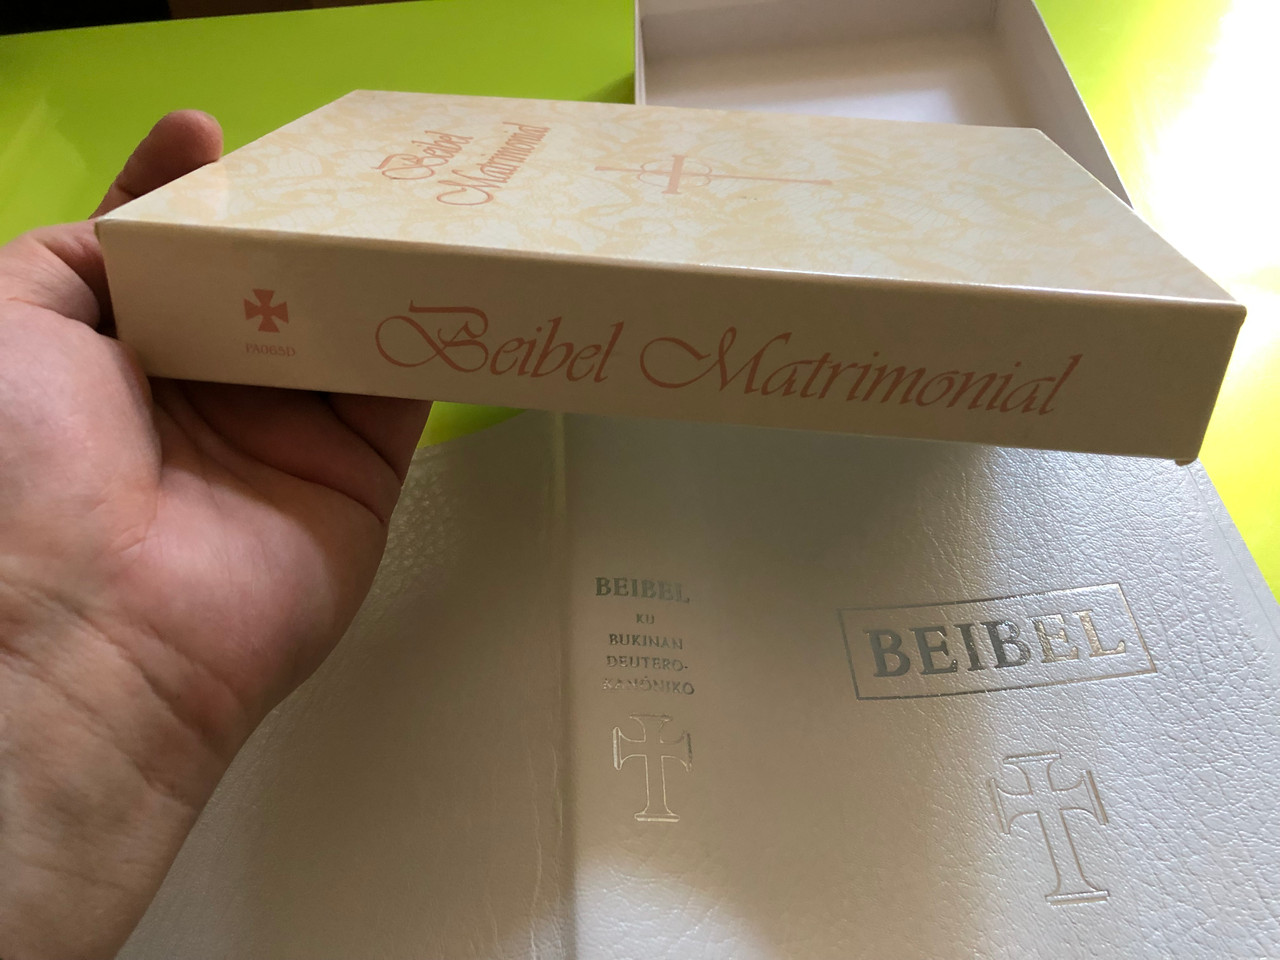 Beibel
Matrimonial
PA065D
Beibel Matrimonial
BEIBEL
KU
BUKINAN
DEUTERO-
KANÓNIKO
BEIBEL